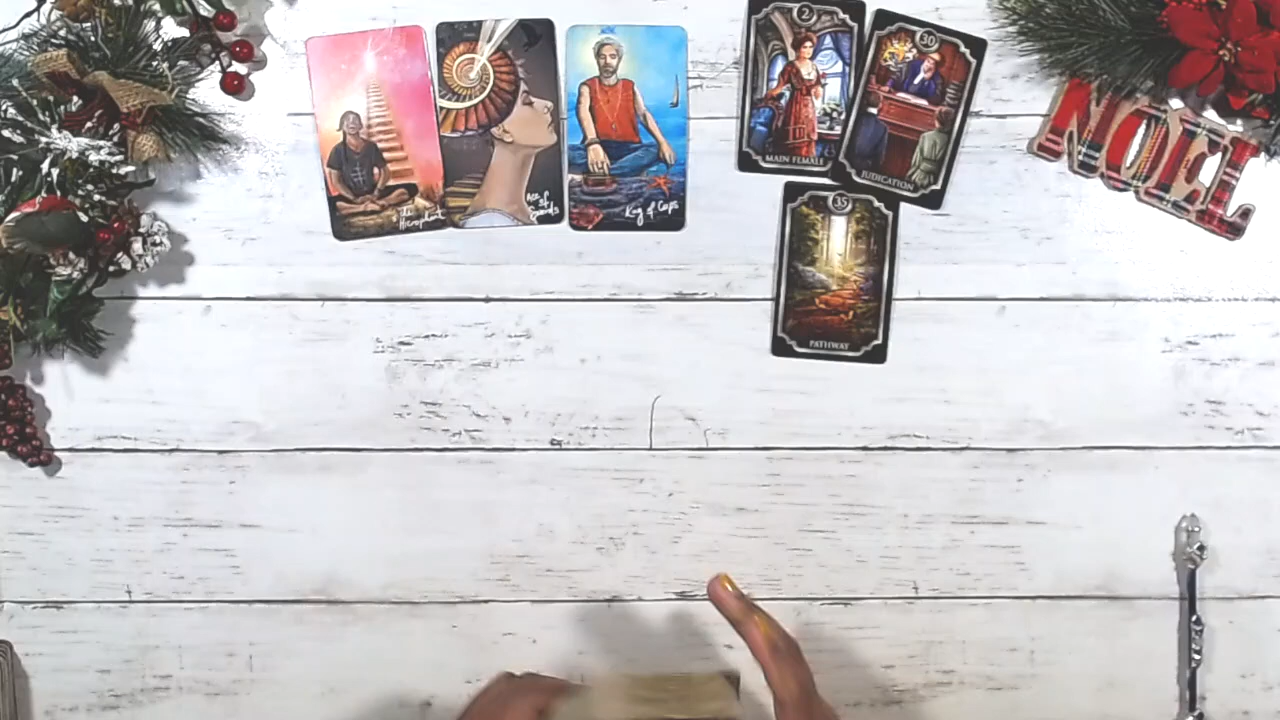 the
Hierophant
Ace
of
Swords
King of Cups
2
MAIN FEMALE
30
JUDICATION
35
PATHWAY
NOEL